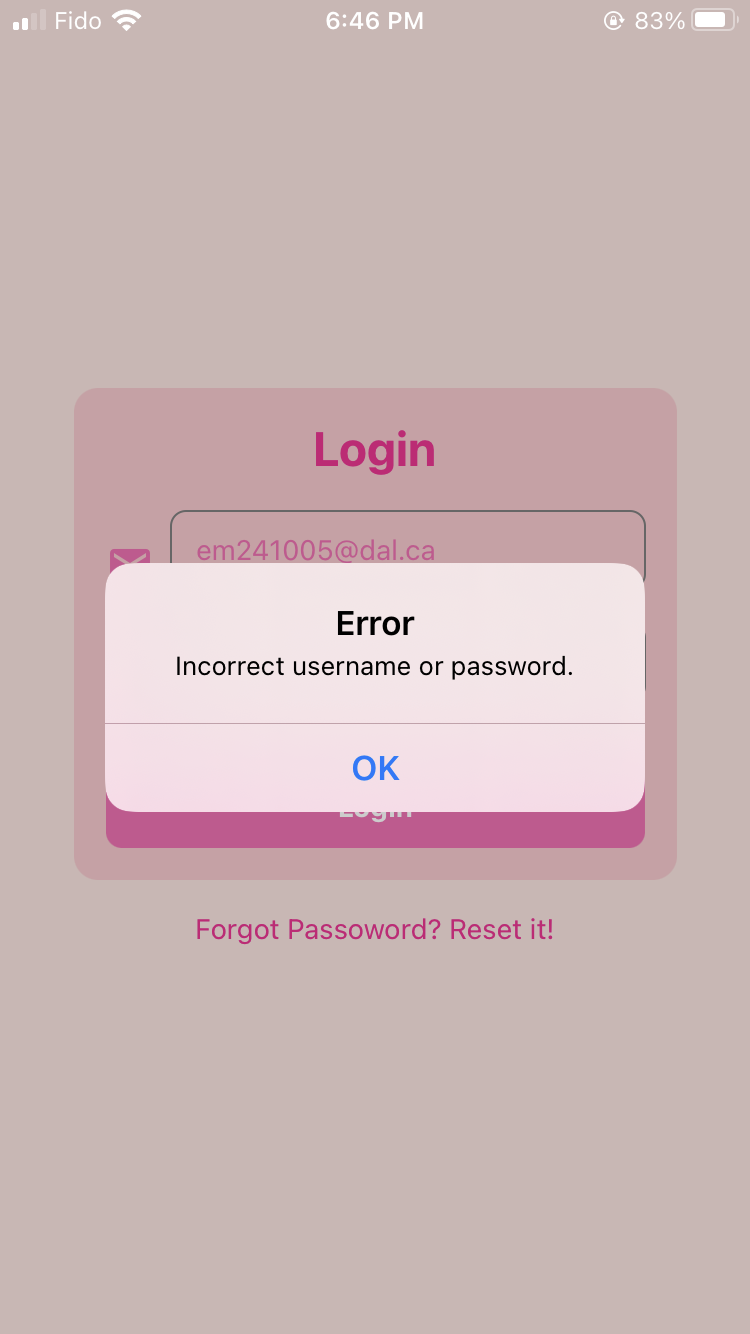 Fido 6:46 PM 83%
Login
em241005@dal.ca
Error
Incorrect username or password.
OK
Login
Forgot Passoword? Reset it!